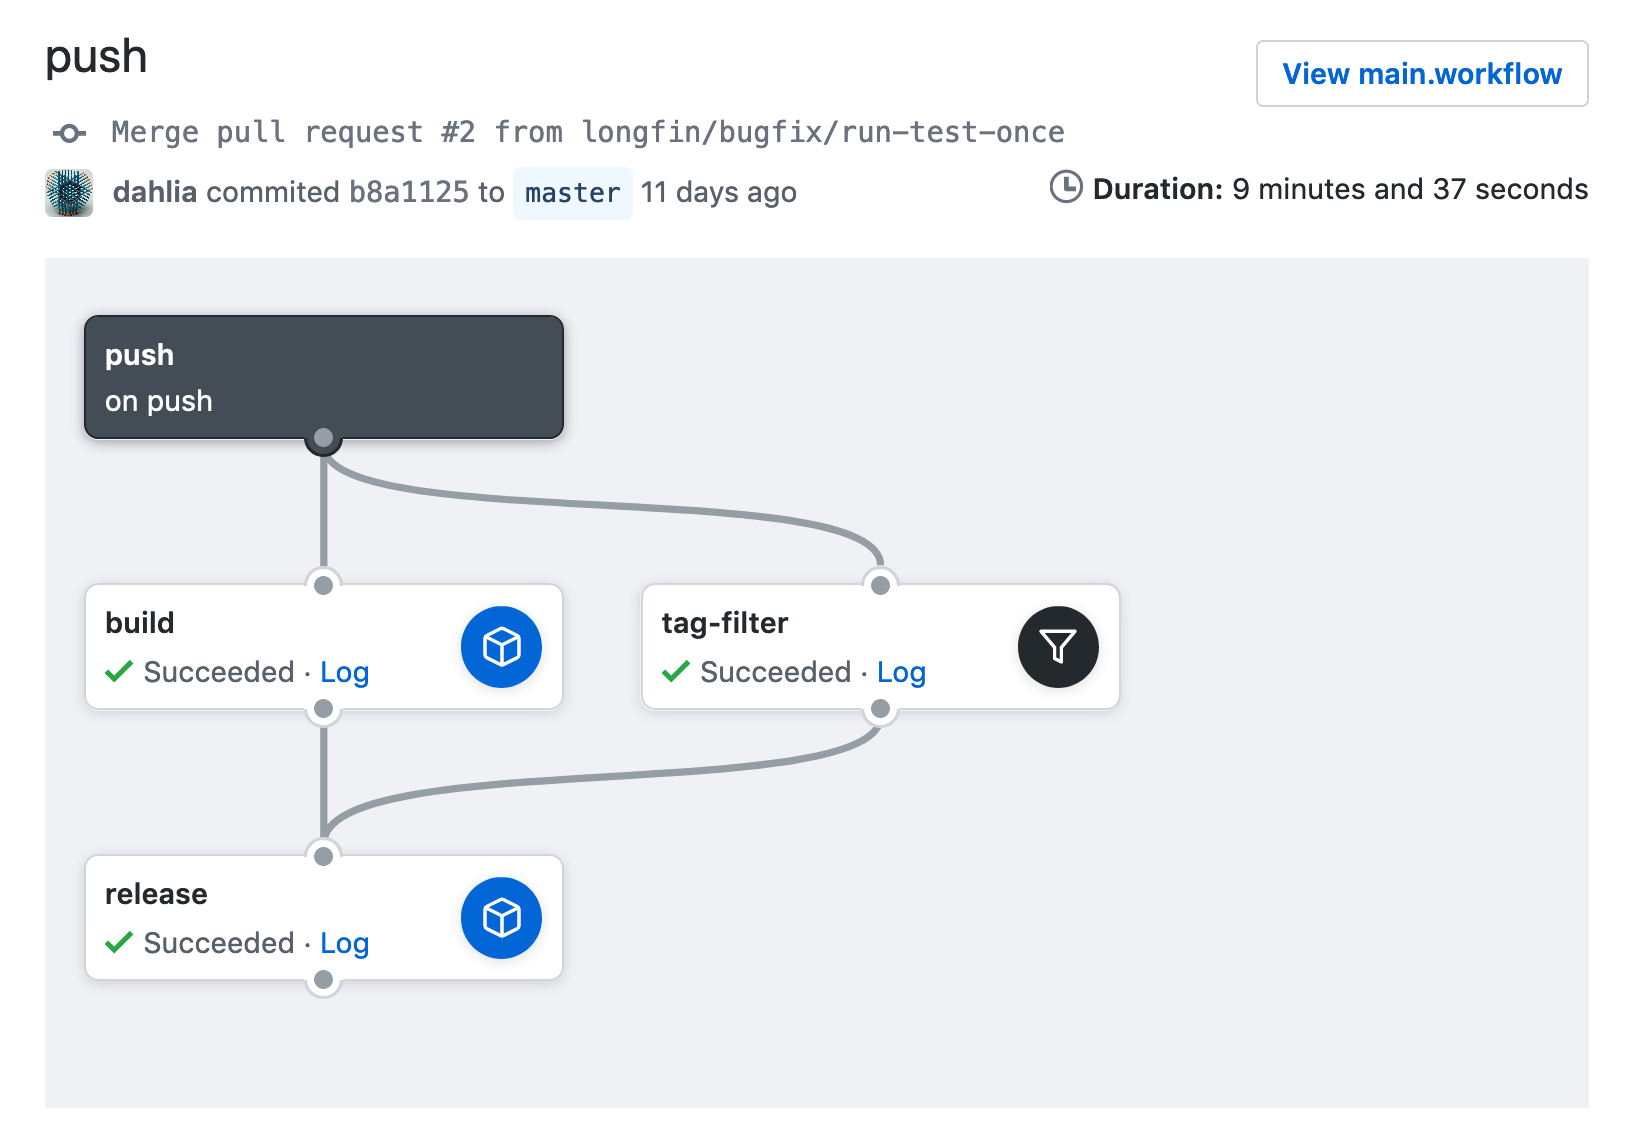 push
View main.workflow
Merge pull request #2 from longfin/bugfix/run-test-once
dahlia commited b8a1125 to master 11 days ago
Duration: 9 minutes and 37 seconds
push
on push
build
Succeeded · Log
tag-filter
Succeeded · Log
release
Succeeded · Log